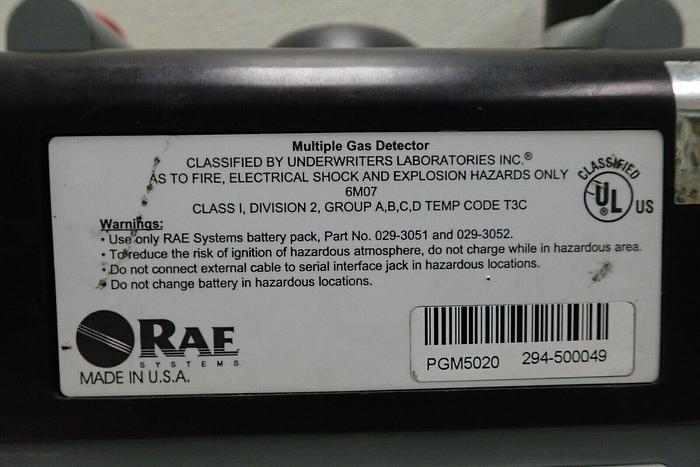 Multiple Gas Detector
CLASSIFIED BY UNDERWRITERS LABORATORIES INC.®
AS TO FIRE, ELECTRICAL SHOCK AND EXPLOSION HAZARDS ONLY
6M07
CLASS I, DIVISION 2, GROUP A,B,C,D TEMP CODE T3C
CLASSIFIED
UL US
Warnings:
• Use only RAE Systems battery pack, Part No. 029-3051 and 029-3052.
• To reduce the risk of ignition of hazardous atmosphere, do not charge while in hazardous area.
• Do not connect external cable to serial interface jack in hazardous locations.
• Do not change battery in hazardous locations.
RAE
SYSTEMS
MADE IN U.S.A.
PGM5020 294-500049